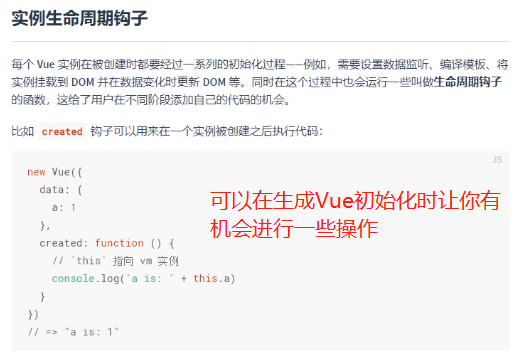 实例生命周期钩子
每个 Vue 实例在被创建时都要经过一系列的初始化过程——例如，需要设置数据监听、编译模板、将
实例挂载到 DOM 并在数据变化时更新 DOM 等。同时在这个过程中也会运行一些叫做生命周期钩子
的函数，这给了用户在不同阶段添加自己的代码的机会。
比如 created 钩子可以用来在一个实例被创建之后执行代码：
JS
new Vue({
  data: {
    a: 1
  },
  created: function () {
    // `this` 指向 vm 实例
    console.log('a is: ' + this.a)
  }
})
// => "a is: 1"
可以在生成Vue初始化时让你有
机会进行一些操作